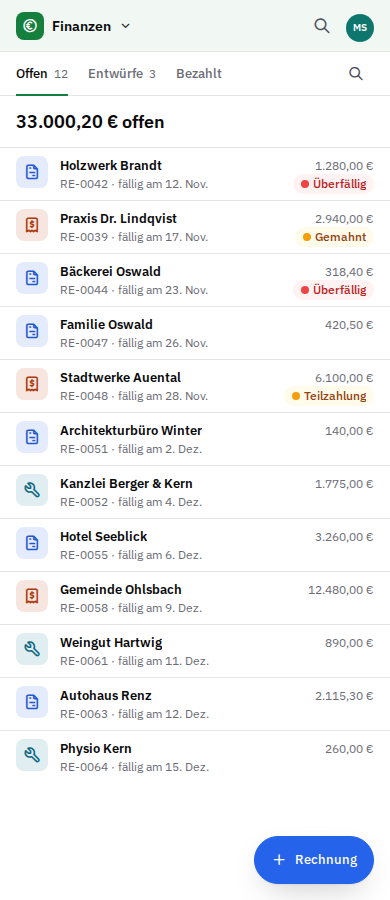 Finanzen
MS
Offen 12 Entwürfe 3 Bezahlt
33.000,20 € offen
Holzwerk Brandt 1.280,00 €
RE-0042 · fällig am 12. Nov. Überfällig
Praxis Dr. Lindqvist 2.940,00 €
RE-0039 · fällig am 17. Nov. Gemahnt
Bäckerei Oswald 318,40 €
RE-0044 · fällig am 23. Nov. Überfällig
Familie Oswald 420,50 €
RE-0047 · fällig am 26. Nov.
Stadtwerke Auental 6.100,00 €
RE-0048 · fällig am 28. Nov. Teilzahlung
Architekturbüro Winter 140,00 €
RE-0051 · fällig am 2. Dez.
Kanzlei Berger & Kern 1.775,00 €
RE-0052 · fällig am 4. Dez.
Hotel Seeblick 3.260,00 €
RE-0055 · fällig am 6. Dez.
Gemeinde Ohlsbach 12.480,00 €
RE-0058 · fällig am 9. Dez.
Weingut Hartwig 890,00 €
RE-0061 · fällig am 11. Dez.
Autohaus Renz 2.115,30 €
RE-0063 · fällig am 12. Dez.
Physio Kern 260,00 €
RE-0064 · fällig am 15. Dez.
Rechnung